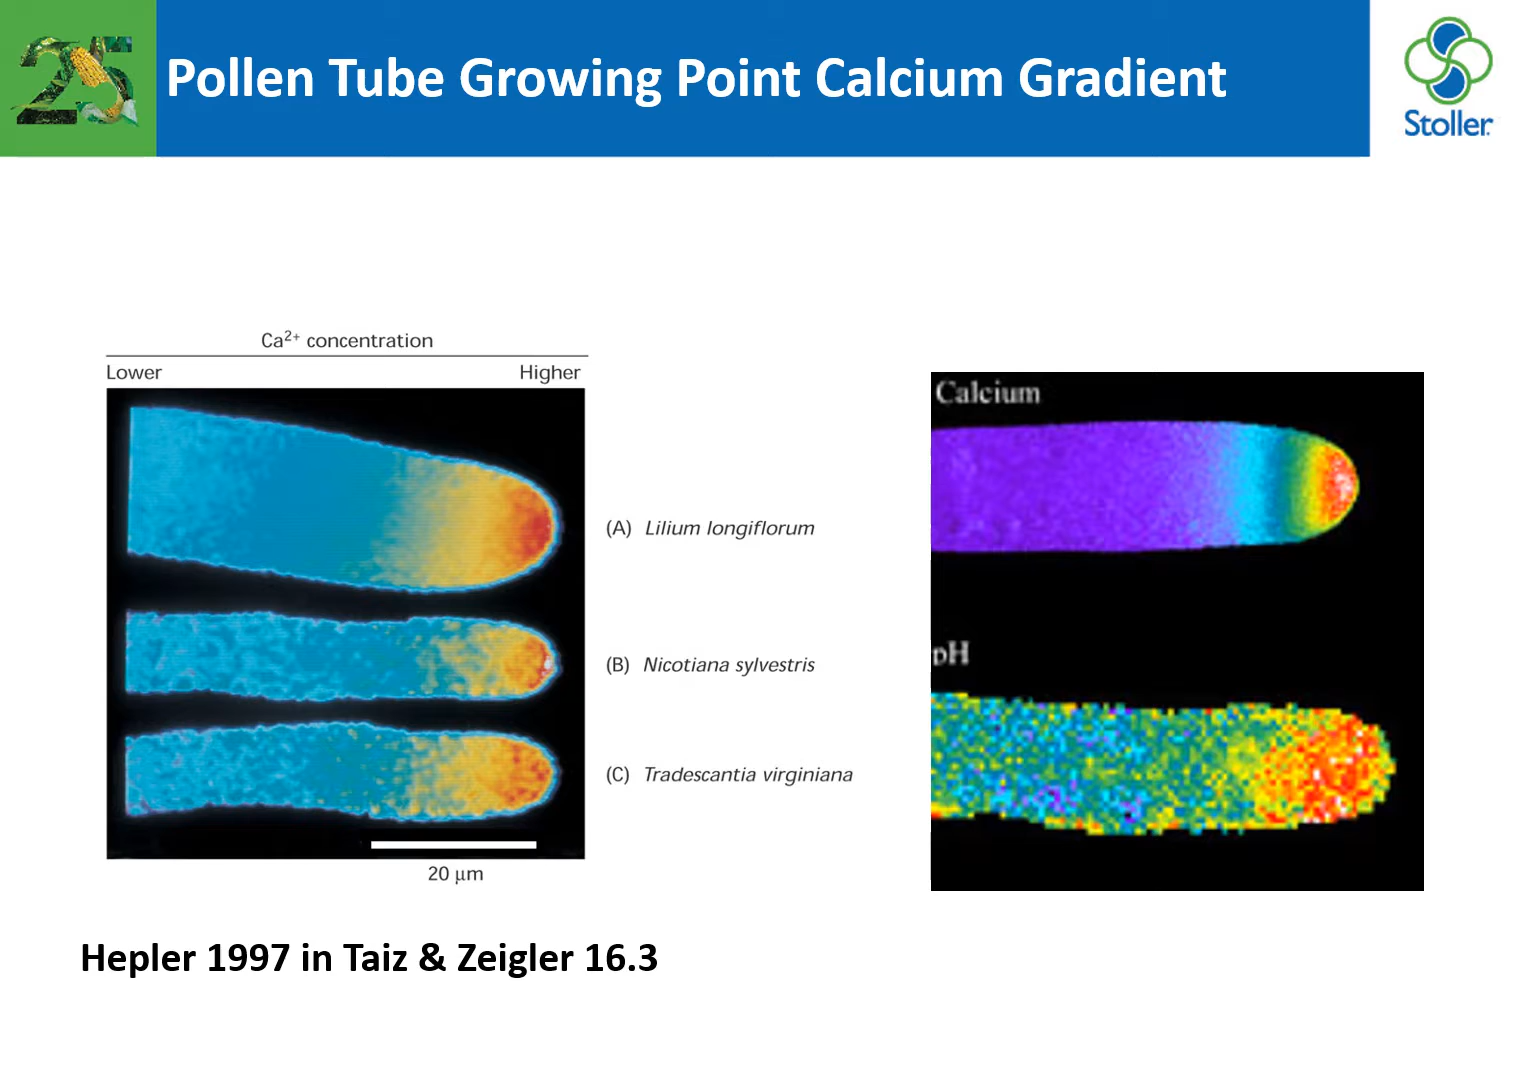 25
Pollen Tube Growing Point Calcium Gradient
Stoller
Ca²⁺ concentration
Lower Higher
(A) Lilium longiflorum
(B) Nicotiana sylvestris
(C) Tradescantia virginiana
20 µm
Calcium
pH
Hepler 1997 in Taiz & Zeigler 16.3